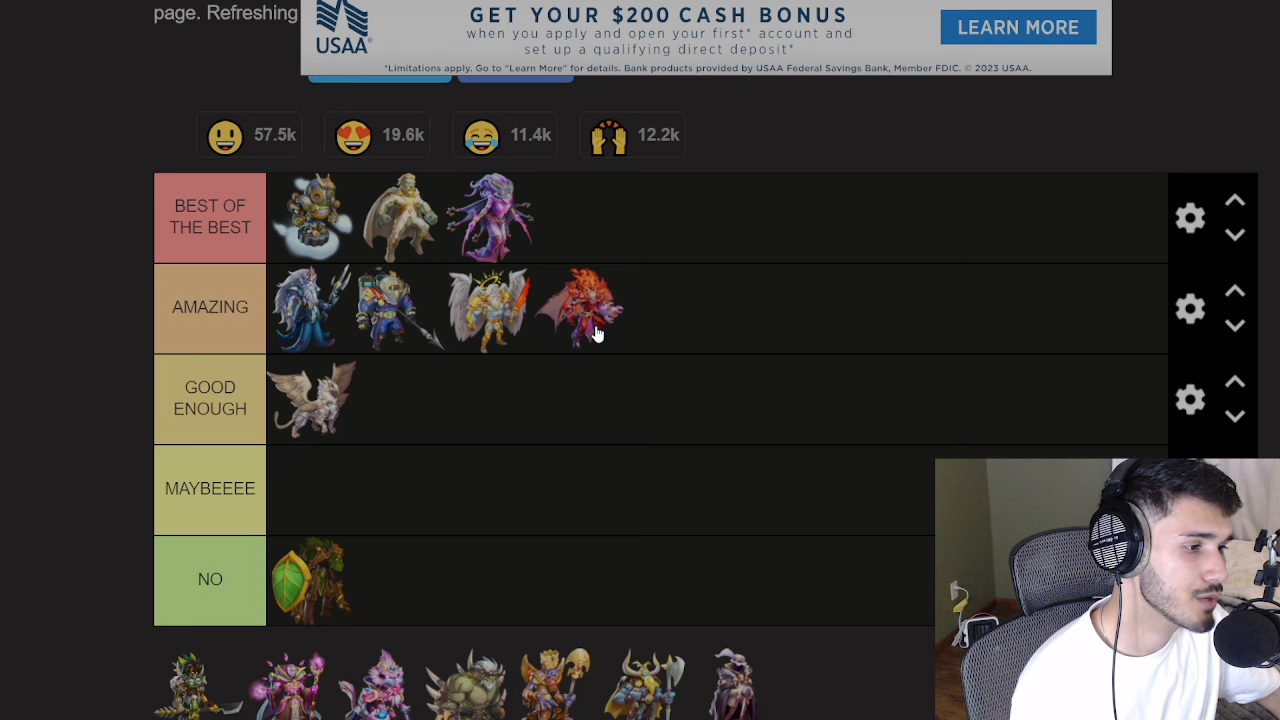 page. Refreshing
USAA®
GET YOUR $200 CASH BONUS
when you apply and open your first* account and
set up a qualifying direct deposit*
LEARN MORE
*Limitations apply. Go to "Learn More" for details. Bank products provided by USAA Federal Savings Bank, Member FDIC. © 2023 USAA.
57.5k
19.6k
11.4k
12.2k
BEST OF
THE BEST
AMAZING
GOOD
ENOUGH
MAYBEEEE
NO